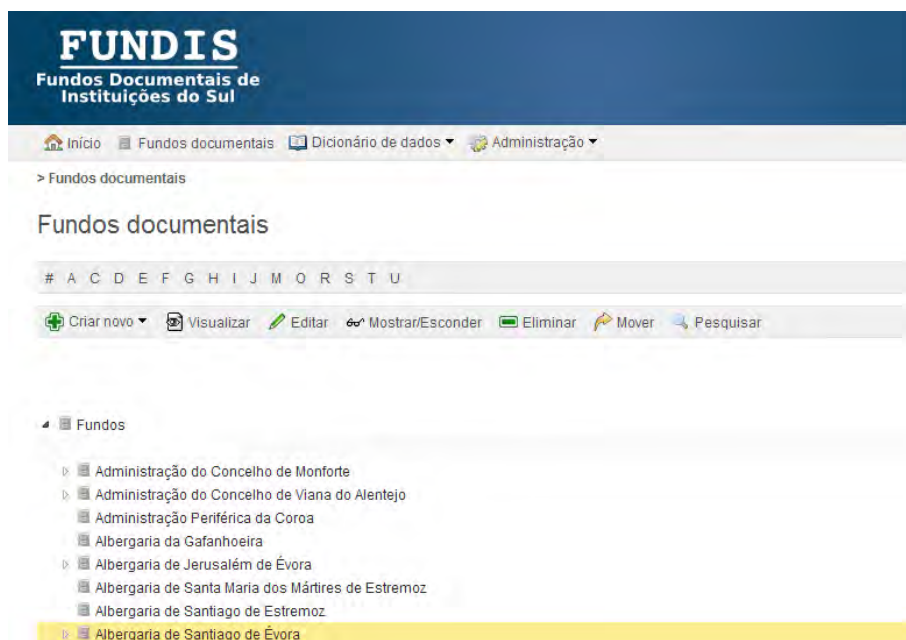 FUNDIS
Fundos Documentais de
Instituições do Sul
Início Fundos documentais Dicionário de dados Administração
> Fundos documentais
Fundos documentais
# A C D E F G H I J M O R S T U
Criar novo Visualizar Editar Mostrar/Esconder Eliminar Mover Pesquisar
Fundos
Administração do Concelho de Monforte
Administração do Concelho de Viana do Alentejo
Administração Periférica da Coroa
Albergaria da Gafanhoeira
Albergaria de Jerusalém de Évora
Albergaria de Santa Maria dos Mártires de Estremoz
Albergaria de Santiago de Estremoz
Albergaria de Santiago de Évora